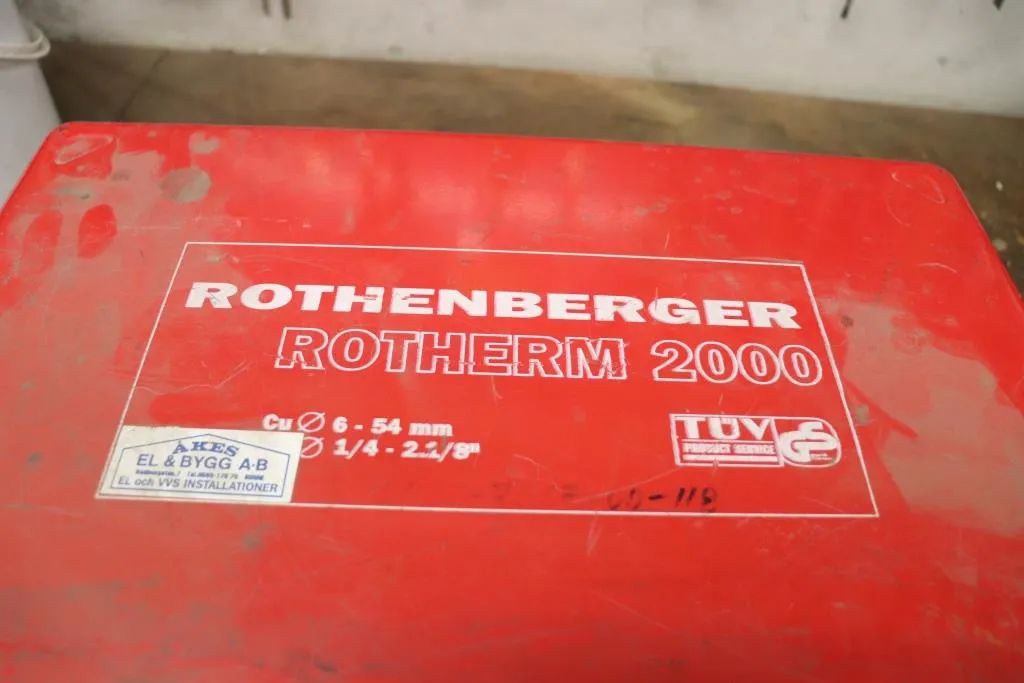 ROTHENBERGER
ROTHERM 2000
Cu Ø 6 - 54 mm
Ø 1/4 - 2.1/8"
TÜV
PRODUCT SERVICE
GS
ÅKES
EL & BYGG A-B
EL och VVS INSTALLATIONER